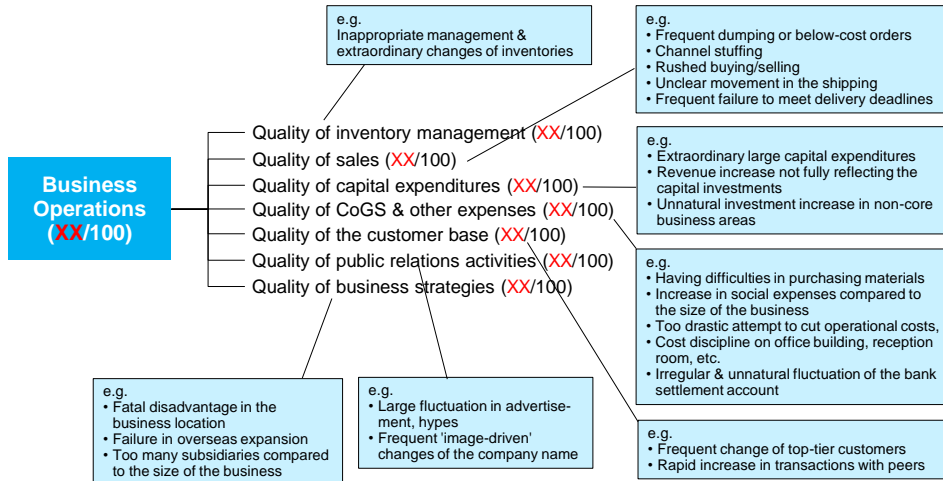 e.g.
Inappropriate management &
extraordinary changes of inventories
e.g.
• Frequent dumping or below-cost orders
• Channel stuffing
• Rushed buying/selling
• Unclear movement in the shipping
• Frequent failure to meet delivery deadlines
Business
Operations
(XX/100)
Quality of inventory management (XX/100)
Quality of sales (XX/100)
Quality of capital expenditures (XX/100)
Quality of CoGS & other expenses (XX/100)
Quality of the customer base (XX/100)
Quality of public relations activities (XX/100)
Quality of business strategies (XX/100)
e.g.
• Extraordinary large capital expenditures
• Revenue increase not fully reflecting the
capital investments
• Unnatural investment increase in non-core
business areas
e.g.
• Having difficulties in purchasing materials
• Increase in social expenses compared to
the size of the business
• Too drastic attempt to cut operational costs,
• Cost discipline on office building, reception
room, etc.
• Irregular & unnatural fluctuation of the bank
settlement account
e.g.
• Fatal disadvantage in the
business location
• Failure in overseas expansion
• Too many subsidiaries compared
to the size of the business
e.g.
• Large fluctuation in advertise-
ment, hypes
• Frequent 'image-driven'
changes of the company name
e.g.
• Frequent change of top-tier customers
• Rapid increase in transactions with peers